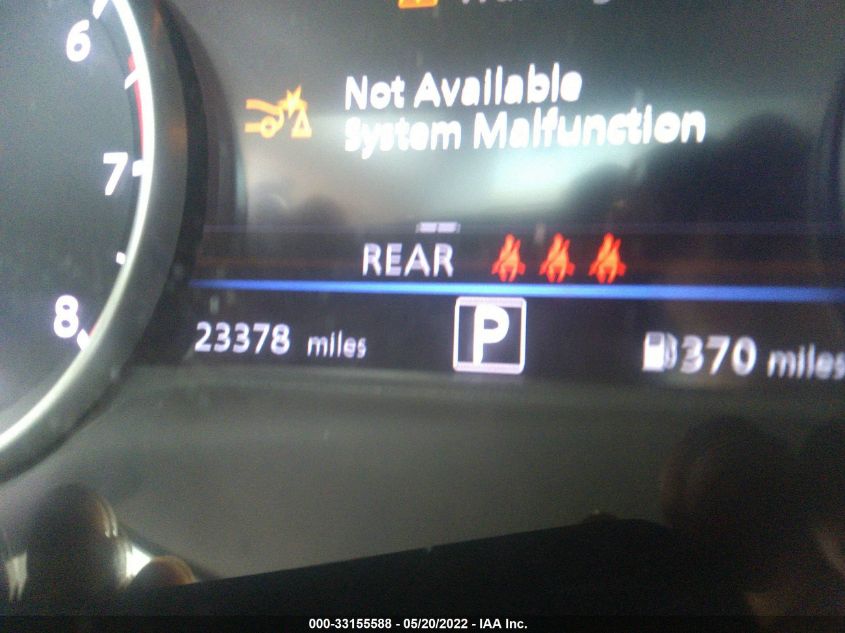 6
Not Available
System Malfunction
7
REAR
8
23378 miles
P
370 miles
000-33155588 - 05/20/2022 - IAA Inc.